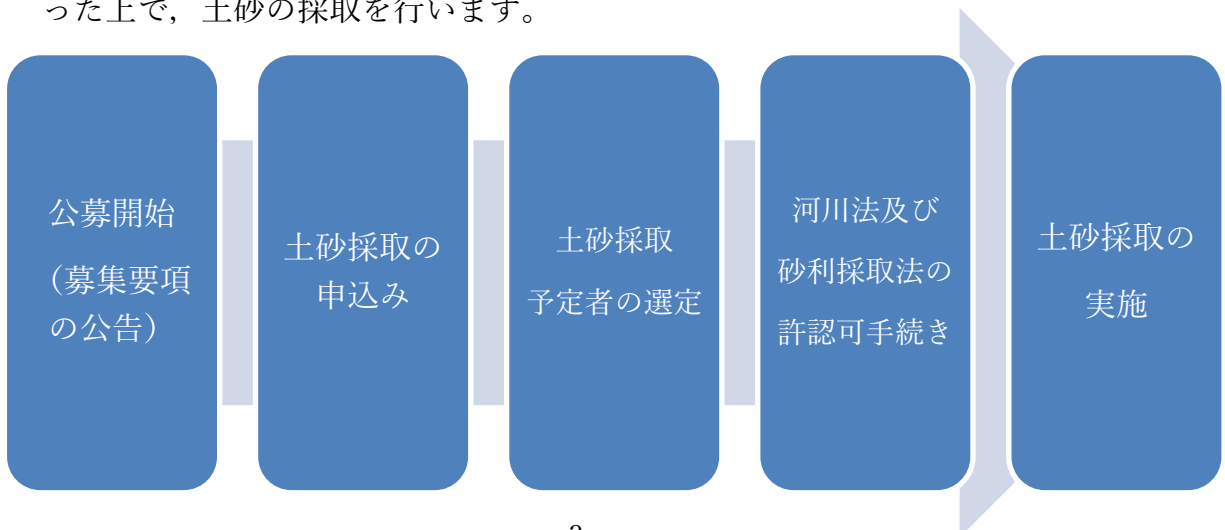 った上で，土砂の採取を行います。
公募開始
（募集要項
の公告）
土砂採取の
申込み
土砂採取
予定者の選定
河川法及び
砂利採取法の
許認可手続き
土砂採取の
実施